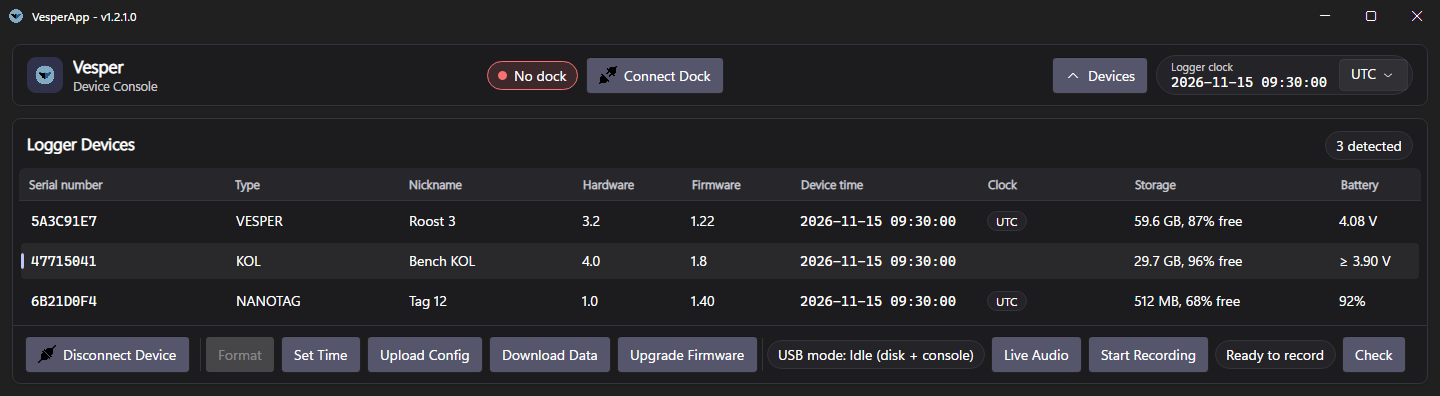 VesperApp - v1.2.1.0
Vesper
Device Console
No dock
Connect Dock
Devices
Logger clock
2026-11-15 09:30:00
UTC
Logger Devices
3 detected
Serial number Type Nickname Hardware Firmware Device time Clock Storage Battery
5A3C91E7 VESPER Roost 3 3.2 1.22 2026-11-15 09:30:00 UTC 59.6 GB, 87% free 4.08 V
47715041 KOL Bench KOL 4.0 1.8 2026-11-15 09:30:00 29.7 GB, 96% free ≥ 3.90 V
6B21D0F4 NANOTAG Tag 12 1.0 1.40 2026-11-15 09:30:00 UTC 512 MB, 68% free 92%
Disconnect Device Format Set Time Upload Config Download Data Upgrade Firmware USB mode: Idle (disk + console) Live Audio Start Recording Ready to record Check